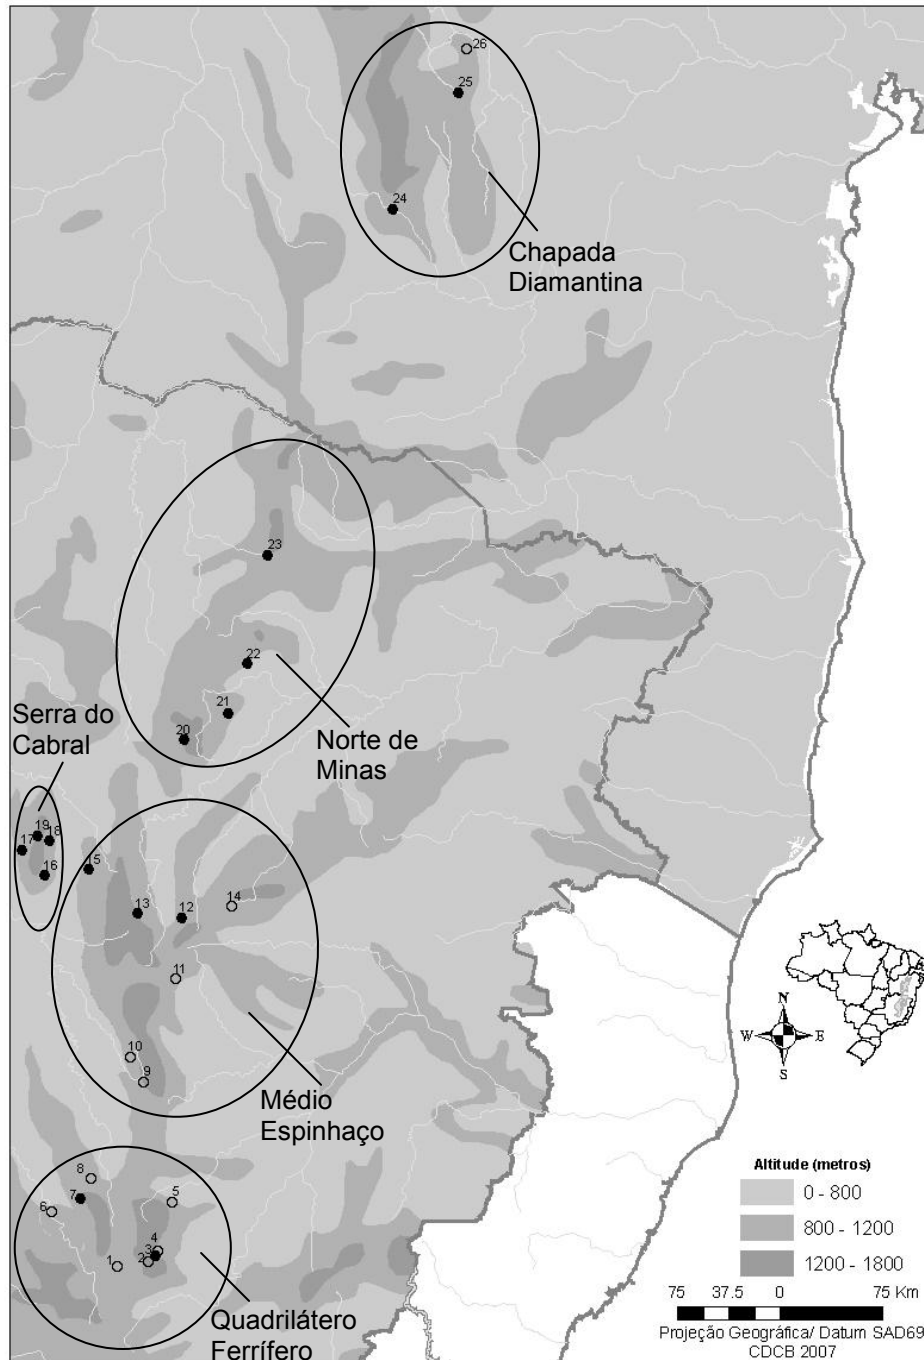 26
25
24
Chapada
Diamantina
23
22
21
20
Norte de
Minas
Serra do
Cabral
19
18
17
16
15
13
12
14
11
10
9
Médio
Espinhaço
8
7
6
5
4
3
2
1
Quadrilátero
Ferrífero
N
W E
S
Altitude (metros)
0 - 800
800 - 1200
1200 - 1800
75 37.5 0 75 Km
Projeção Geográfica/ Datum SAD69
CDCB 2007